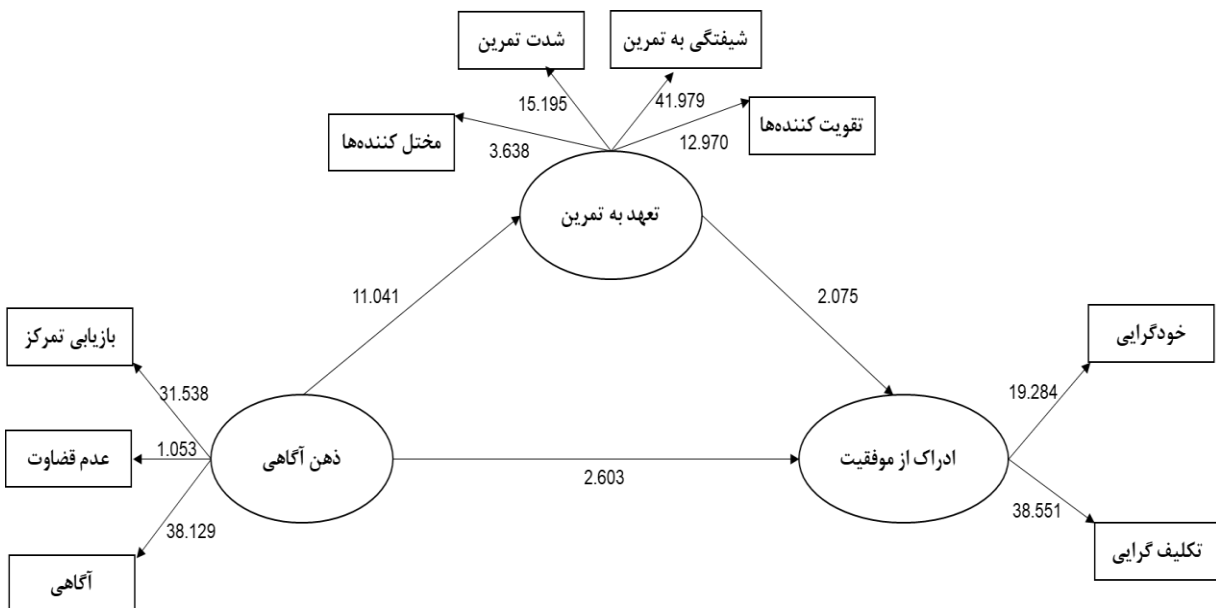 شدت تمرین
شیفتگی به تمرین
15.195
41.979
مختل کننده‌ها
تقویت کننده‌ها
3.638
12.970
تعهد به تمرین
11.041
2.075
بازیابی تمرکز
خودگرایی
31.538
19.284
عدم قضاوت
1.053
ذهن آگاهی
ادراک از موفقیت
2.603
38.129
38.551
آگاهی
تکلیف گرایی